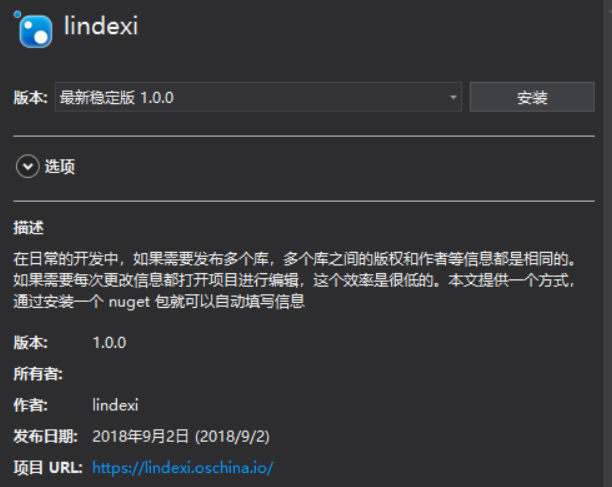 lindexi
版本: 最新稳定版 1.0.0 安装
选项
描述
在日常的开发中，如果需要发布多个库，多个库之间的版权和作者等信息都是相同的。
如果需要每次更改信息都打开项目进行编辑，这个效率是很低的。本文提供一个方式，
通过安装一个 nuget 包就可以自动填写信息
版本: 1.0.0
所有者:
作者: lindexi
发布日期: 2018年9月2日 (2018/9/2)
项目 URL: https://lindexi.oschina.io/